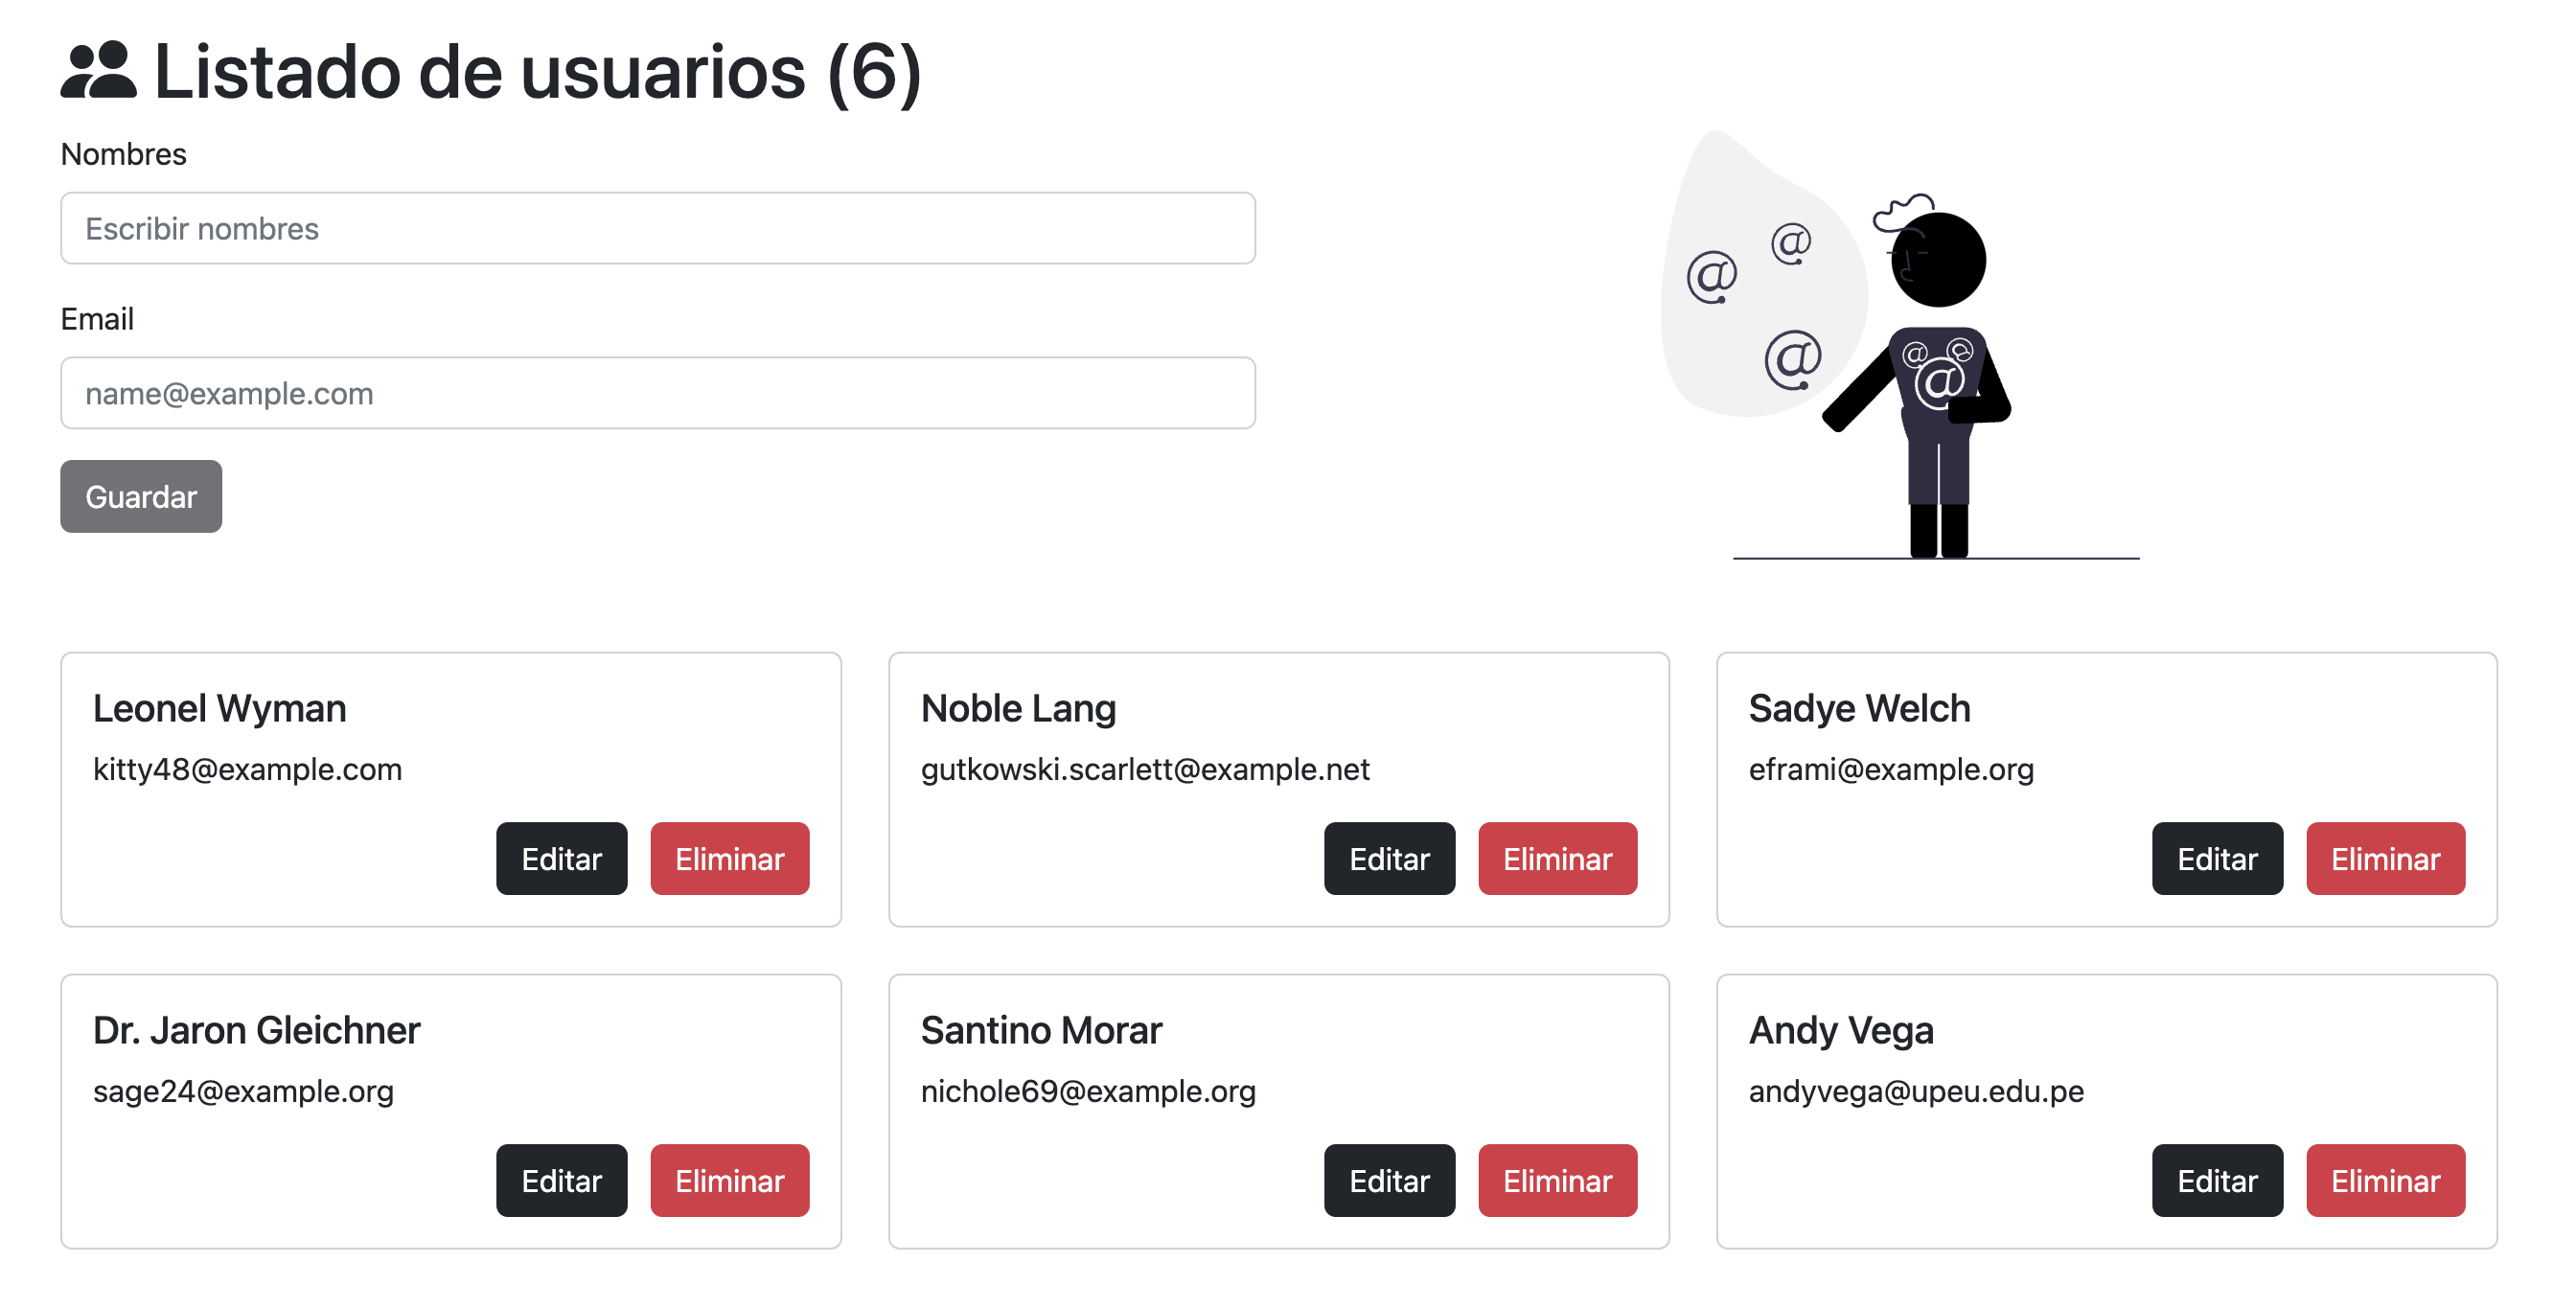 Listado de usuarios (6)
Nombres
Escribir nombres
Email
name@example.com
Guardar
@ @ @
@ @ @
Leonel Wyman
kitty48@example.com
Editar Eliminar
Noble Lang
gutkowski.scarlett@example.net
Editar Eliminar
Sadye Welch
eframi@example.org
Editar Eliminar
Dr. Jaron Gleichner
sage24@example.org
Editar Eliminar
Santino Morar
nichole69@example.org
Editar Eliminar
Andy Vega
andyvega@upeu.edu.pe
Editar Eliminar